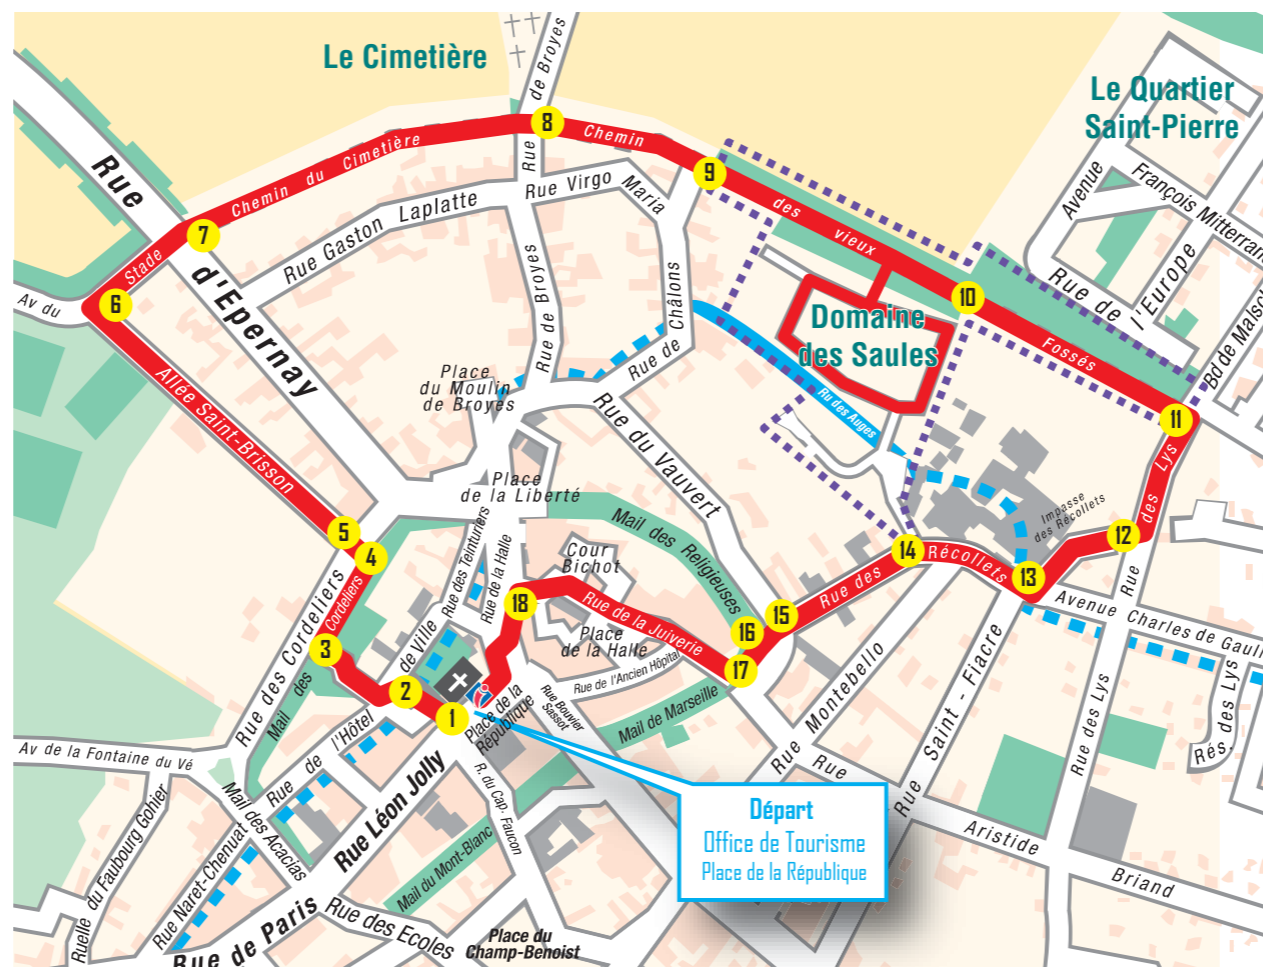 Le Cimetière
de Broyes
Rue
8
Chemin
Le Quartier
Saint-Pierre
Avenue
François Mitterran
Rue de
l'Europe
Bd de Malsc
Rue
d'Epernay
Chemin du Cimetière
7
Stade
6
Av du
Rue Gaston Laplatte
Rue Virgo Maria
9
des vieux
10
Fossés
11
Domaine
des Saules
Ru des Auges
Rue de Châlons
Rue de Broyes
Place
du Moulin
de Broyes
Allée Saint-Brisson
Rue du Vauvert
Place
de la Liberté
5
4
Cordeliers
Mail des
3
Rue des Cordeliers
Rue des Teinturiers
Rue de la Halle
Mail des Religieuses
Cour
Bichot
18
Rue de la Juiverie
Place
de la Halle
Rue de l'Ancien Hôpital
16
15
17
Rue des
14
Récollets
13
Impasse
des Récollets
12
des Lys
Rue
Avenue Charles de Gaull
Rés. des Lys
Rue des Lys
Rue Saint - Fiacre
Rue Montebello
Rue
Aristide
Briand
Mail de Marseille
Rue Bouvier
Sassot
2
1
i
Place de la
République
Rue de l'Hôtel
de Ville
Av de la Fontaine du Vé
Mail des Acacias
Ruelle du Faubourg Gohier
Rue Naret-Chenuat
Rue Léon Jolly
Rue de Paris
R. du Cap. Faucon
Mail du Mont-Blanc
Rue des Ecoles
Place du
Champ-Benoist
Départ
Office de Tourisme
Place de la République